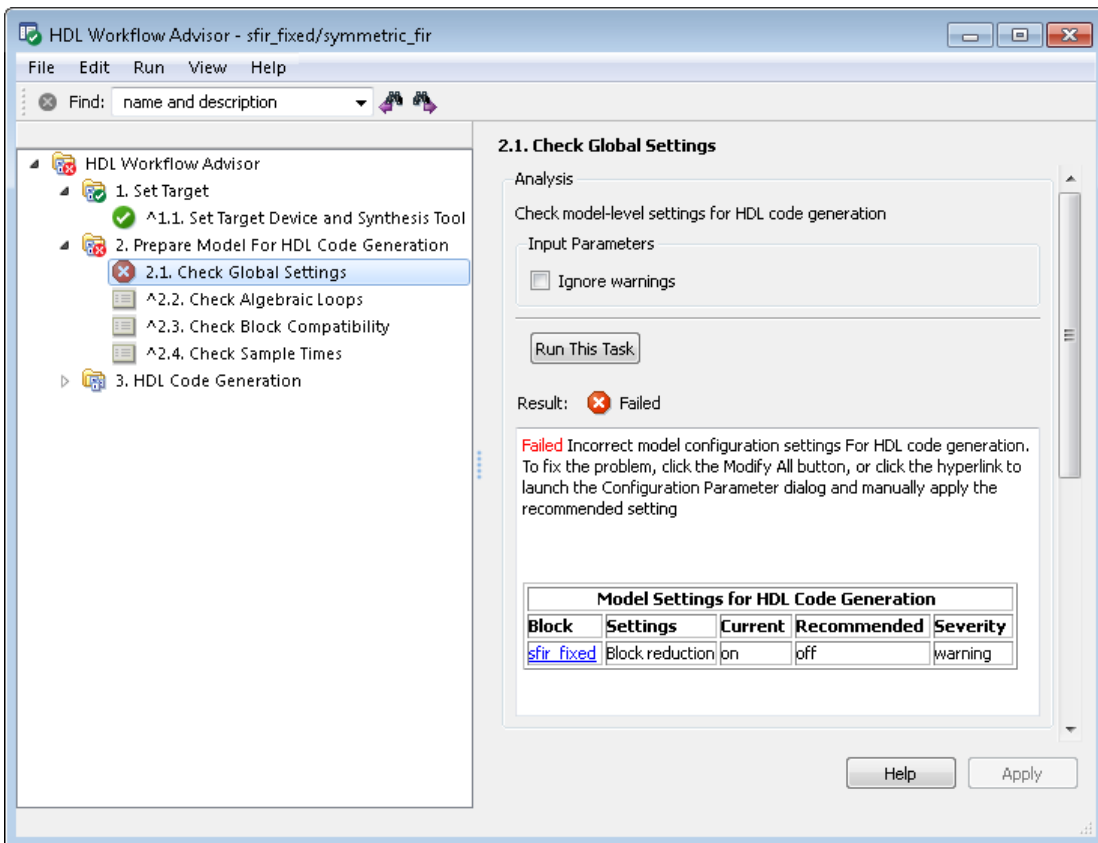 HDL Workflow Advisor - sfir_fixed/symmetric_fir
File Edit Run View Help
Find: name and description
HDL Workflow Advisor
1. Set Target
^1.1. Set Target Device and Synthesis Tool
2. Prepare Model For HDL Code Generation
2.1. Check Global Settings
^2.2. Check Algebraic Loops
^2.3. Check Block Compatibility
^2.4. Check Sample Times
3. HDL Code Generation
2.1. Check Global Settings
Analysis
Check model-level settings for HDL code generation
Input Parameters
Ignore warnings
Run This Task
Result: Failed
Failed Incorrect model configuration settings For HDL code generation.
To fix the problem, click the Modify All button, or click the hyperlink to
launch the Configuration Parameter dialog and manually apply the
recommended setting
Model Settings for HDL Code Generation
Block Settings Current Recommended Severity
sfir_fixed Block reduction on off warning
Help Apply